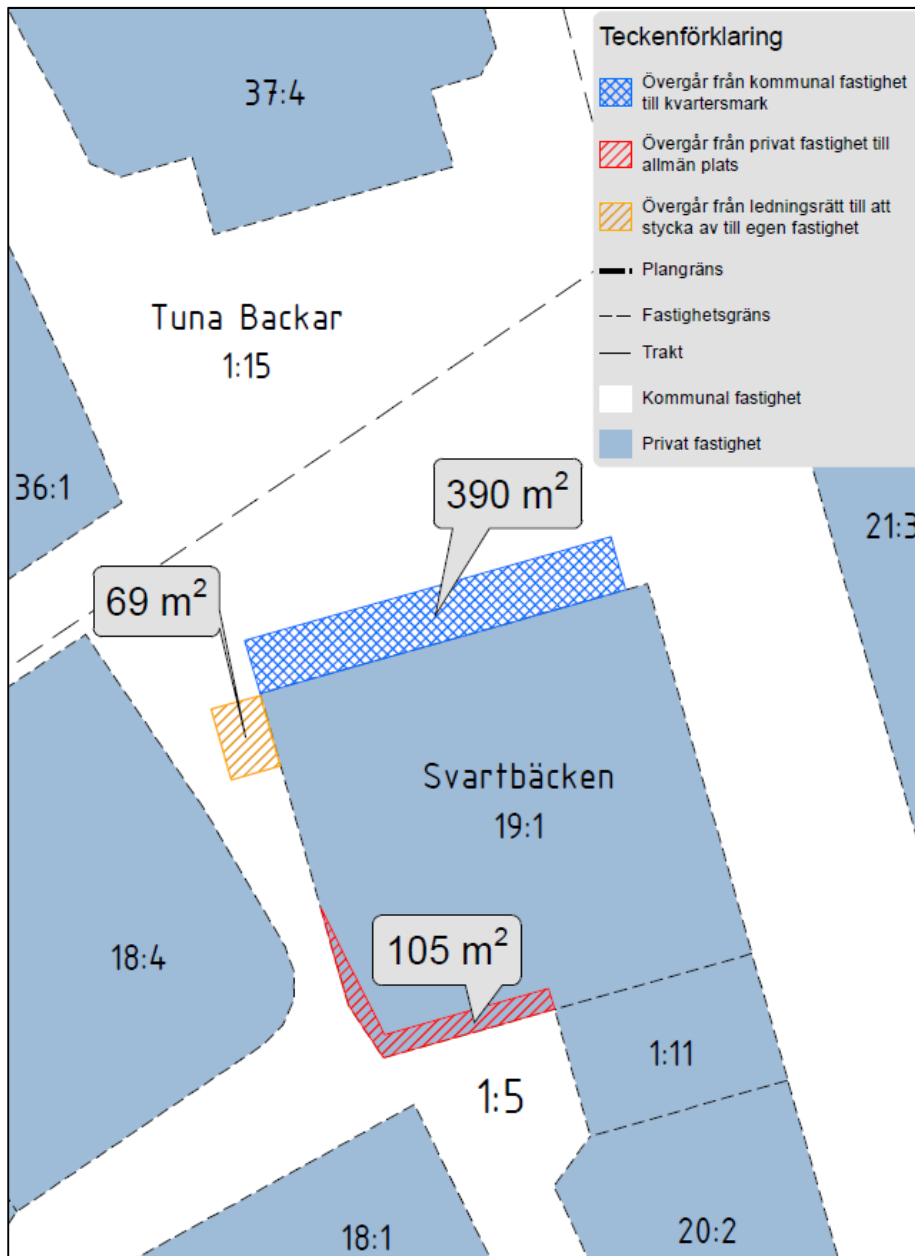 Teckenförklaring
Övergår från kommunal fastighet
till kvartersmark
Övergår från privat fastighet till
allmän plats
Övergår från ledningsrätt till att
stycka av till egen fastighet
Plangräns
Fastighetsgräns
Trakt
Kommunal fastighet
Privat fastighet
37:4
Tuna Backar
1:15
36:1
390 m²
21:3
69 m²
Svartbäcken
19:1
18:4
105 m²
1:11
1:5
18:1
20:2